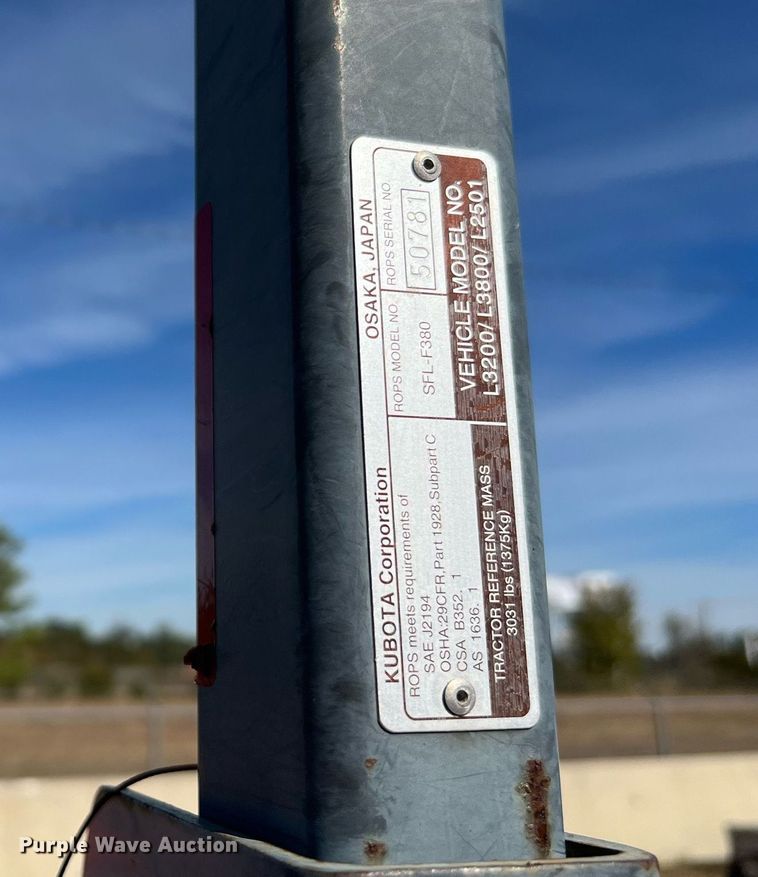 KUBOTA Corporation OSAKA, JAPAN
ROPS meets requirements of
SAE J2194
OSHA:29CFR,Part 1928,Subpart C
CSA B352. 1
AS 1636. 1
ROPS MODEL NO.
SFL-F380
ROPS SERIAL NO.
50781
TRACTOR REFERENCE MASS
3031 lbs (1375Kg)
VEHICLE MODEL NO.
L3200/L3800/L2501
Purple Wave Auction